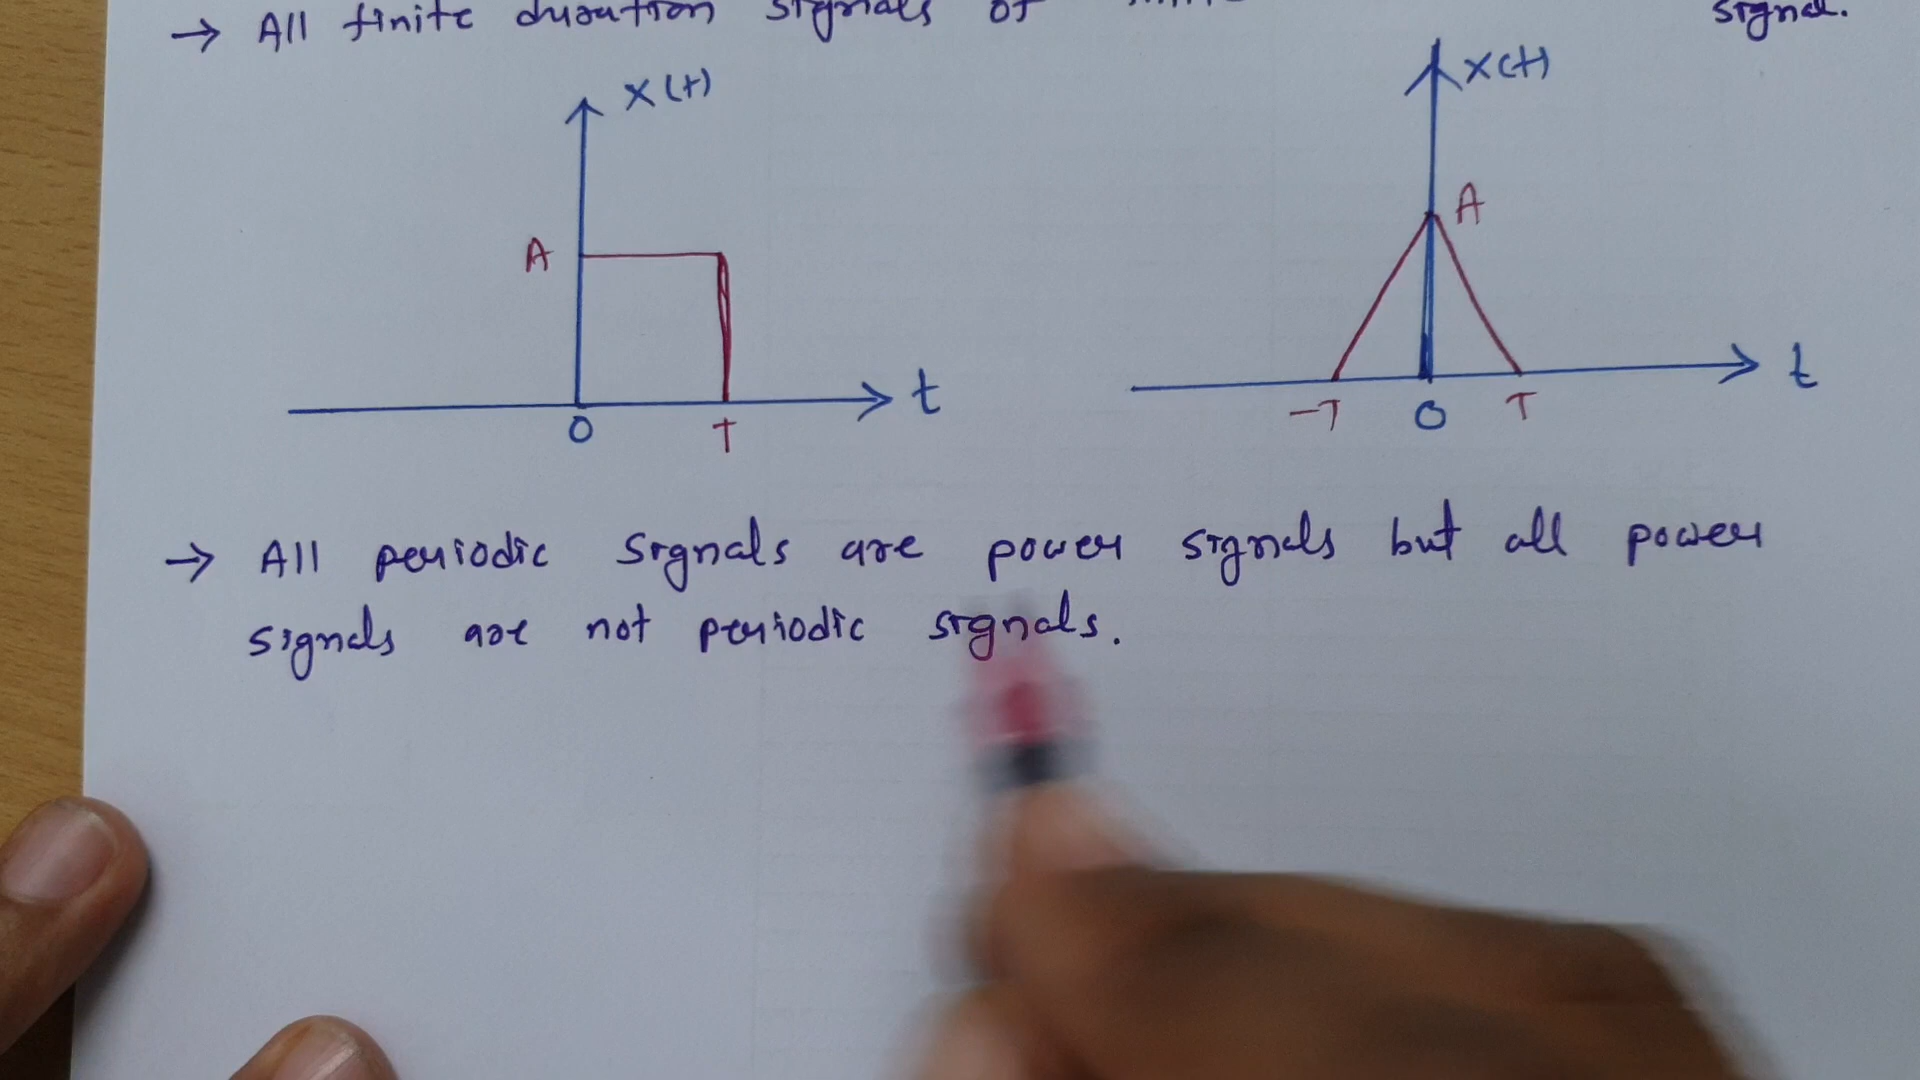 → All finite duration signals of signal.
x(t)
x(t)
A
A
t
t
0
T
-T
0
T
→ All periodic signals are power signals but all power
signals are not periodic signals.